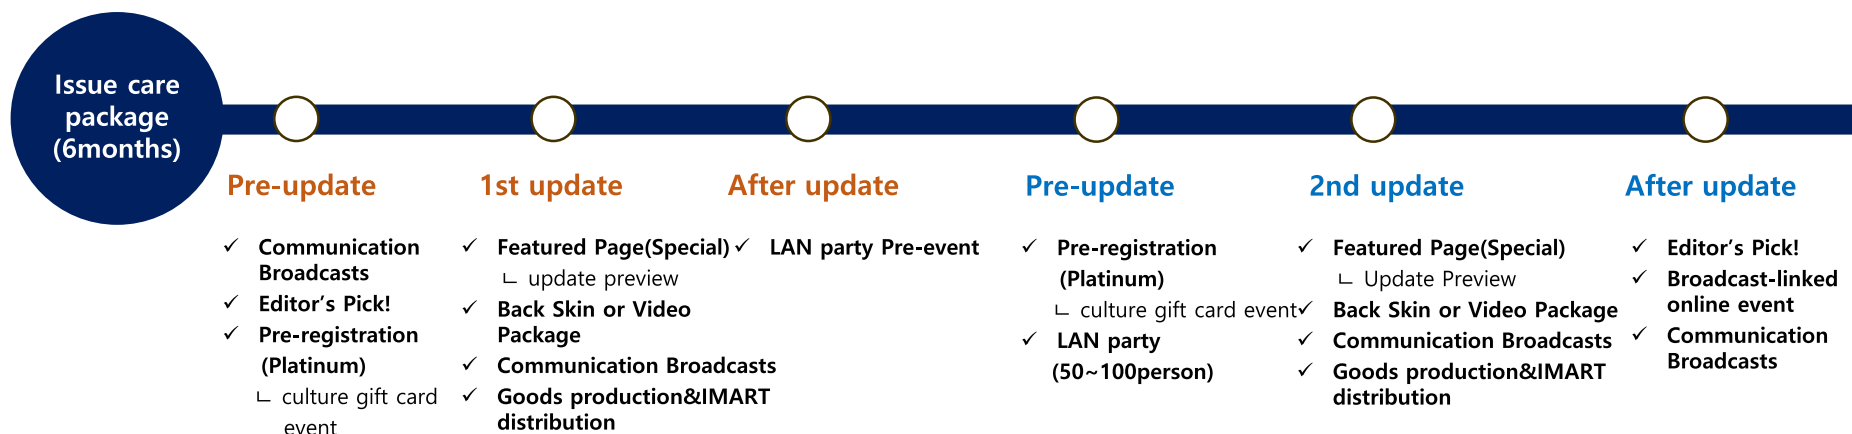 Issue care
package
(6months)
Pre-update
✓ Communication
Broadcasts
✓ Editor’s Pick!
✓ Pre-registration
(Platinum)
ㄴ culture gift card
event
1st update
✓ Featured Page(Special)
ㄴ update preview
✓ Back Skin or Video
Package
✓ Communication Broadcasts
✓ Goods production&IMART
distribution
After update
✓ LAN party Pre-event
Pre-update
✓ Pre-registration
(Platinum)
ㄴ culture gift card event
✓ LAN party
(50~100person)
2nd update
✓ Featured Page(Special)
ㄴ Update Preview
✓ Back Skin or Video Package
✓ Communication Broadcasts
✓ Goods production&IMART
distribution
After update
✓ Editor’s Pick!
✓ Broadcast-linked
online event
✓ Communication
Broadcasts